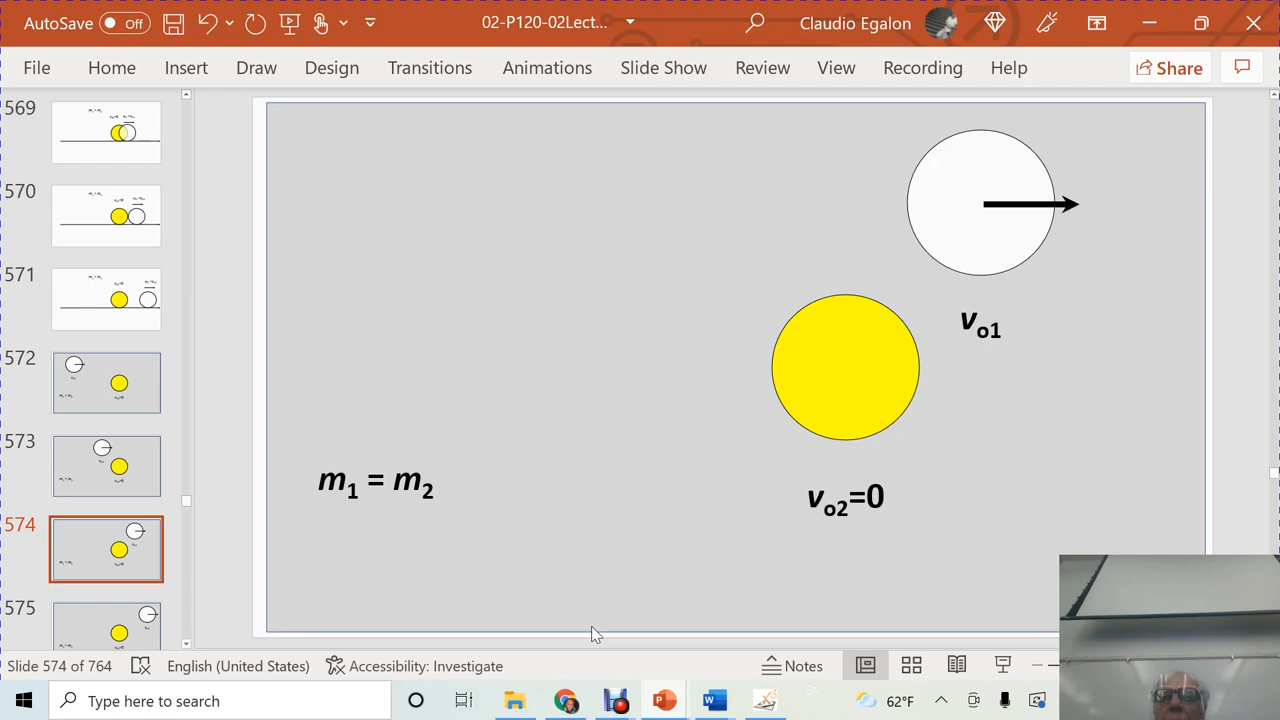 AutoSave Off 02-P120-02Lect... Claudio Egalon
File Home Insert Draw Design Transitions Animations Slide Show Review View Recording Help Share
569
570
571
572
573
574
575
vo1
m1 = m2
vo2=0
Slide 574 of 764 English (United States) Accessibility: Investigate Notes
Type here to search 62°F